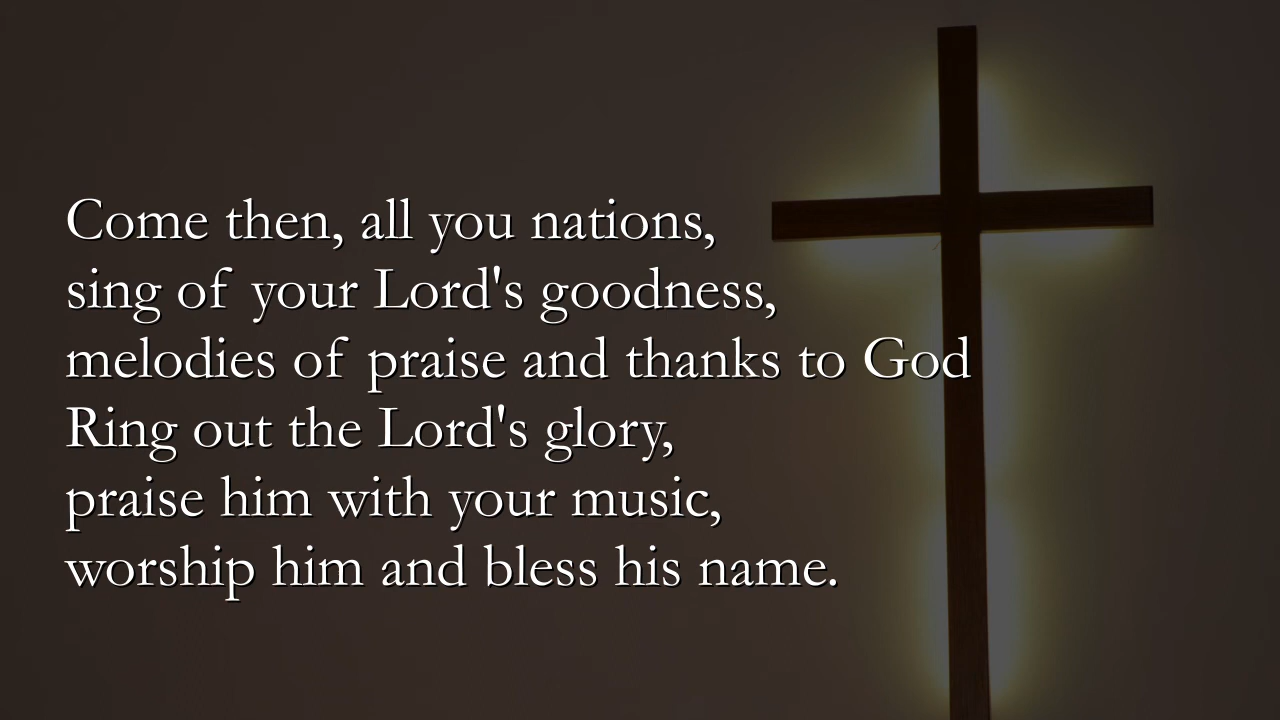 Come then, all you nations,
sing of your Lord's goodness,
melodies of praise and thanks to God
Ring out the Lord's glory,
praise him with your music,
worship him and bless his name.